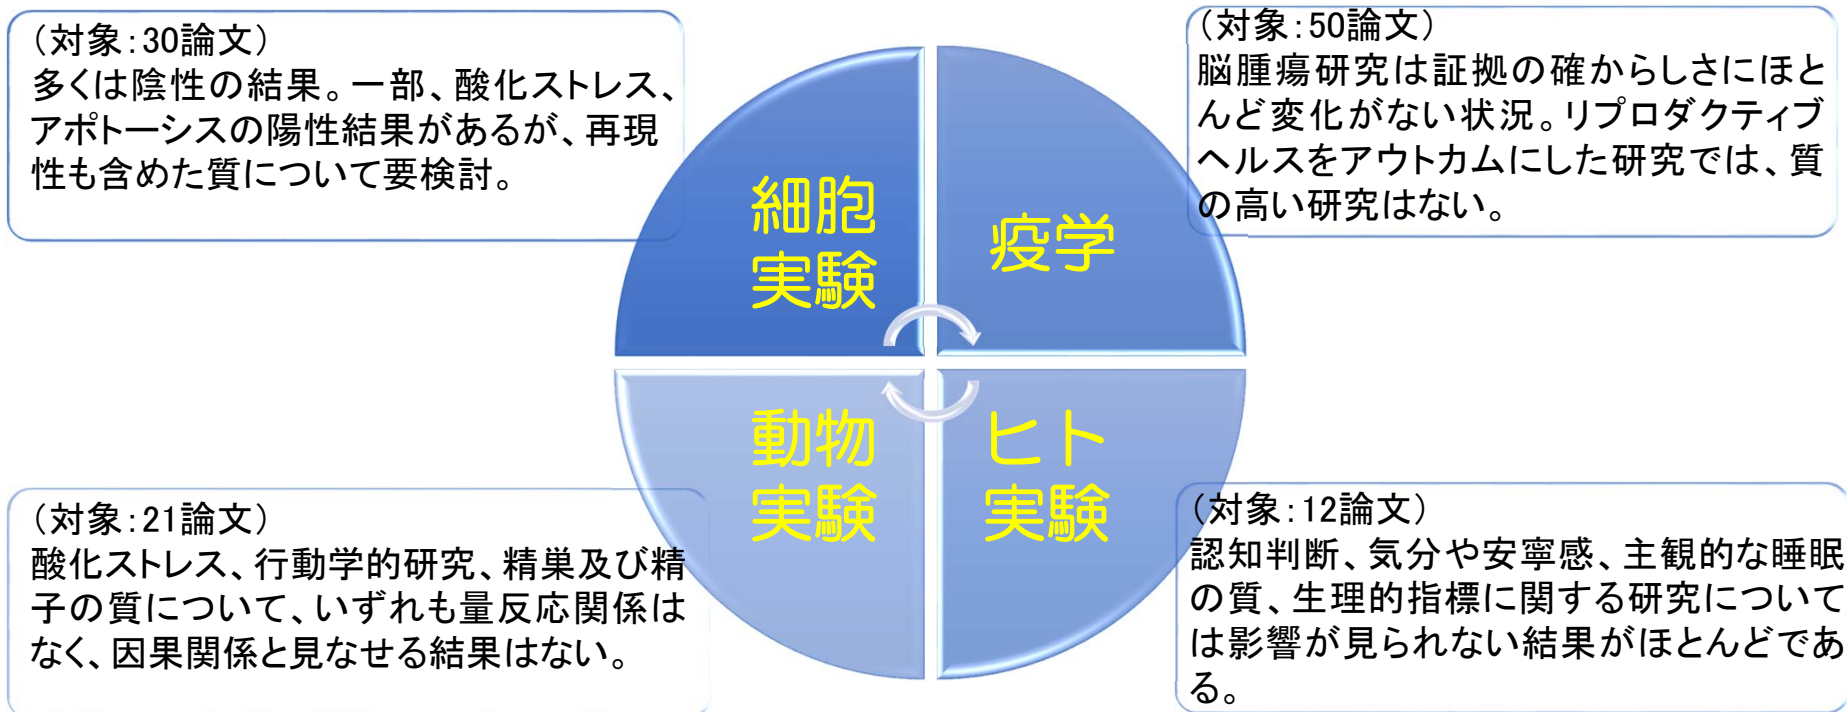 （対象：30論文）
多くは陰性の結果。一部、酸化ストレス、
アポトーシスの陽性結果があるが、再現
性も含めた質について要検討。
（対象：50論文）
脳腫瘍研究は証拠の確からしさにほと
んど変化がない状況。リプロダクティブ
ヘルスをアウトカムにした研究では、質
の高い研究はない。
細胞
実験
疫学
動物
実験
ヒト
実験
（対象：21論文）
酸化ストレス、行動学的研究、精巣及び精
子の質について、いずれも量反応関係は
なく、因果関係と見なせる結果はない。
（対象：12論文）
認知判断、気分や安寧感、主観的な睡眠
の質、生理的指標に関する研究について
は影響が見られない結果がほとんどであ
る。